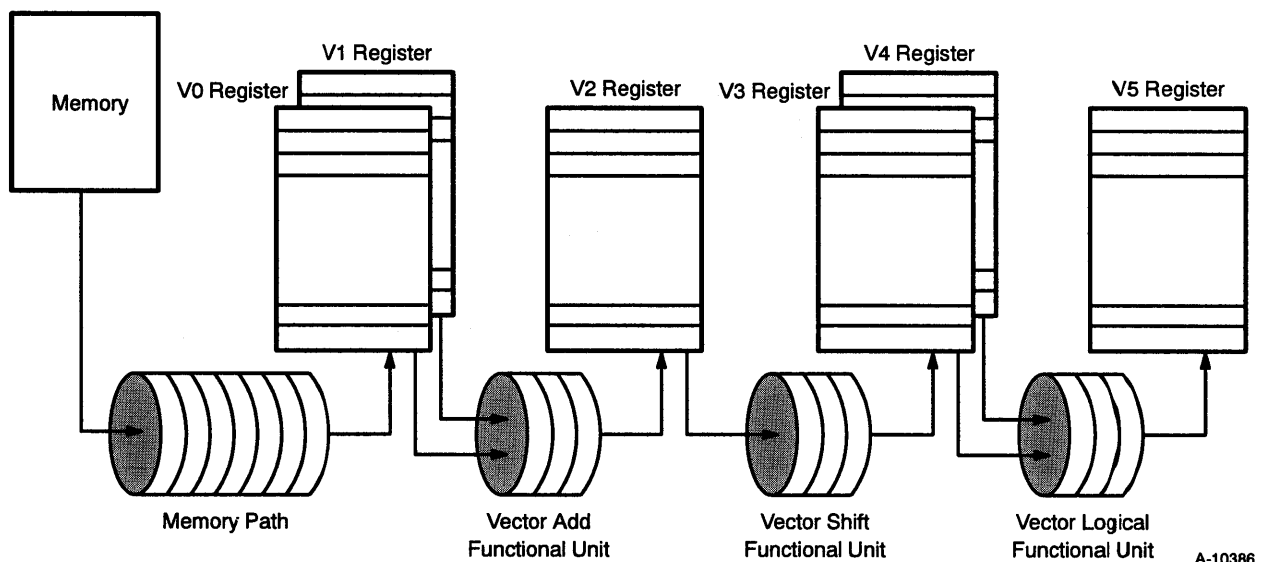 V1 Register
V4 Register
Memory
V0 Register
V2 Register
V3 Register
V5 Register
Memory Path
Vector Add
Functional Unit
Vector Shift
Functional Unit
Vector Logical
Functional Unit
A-10386